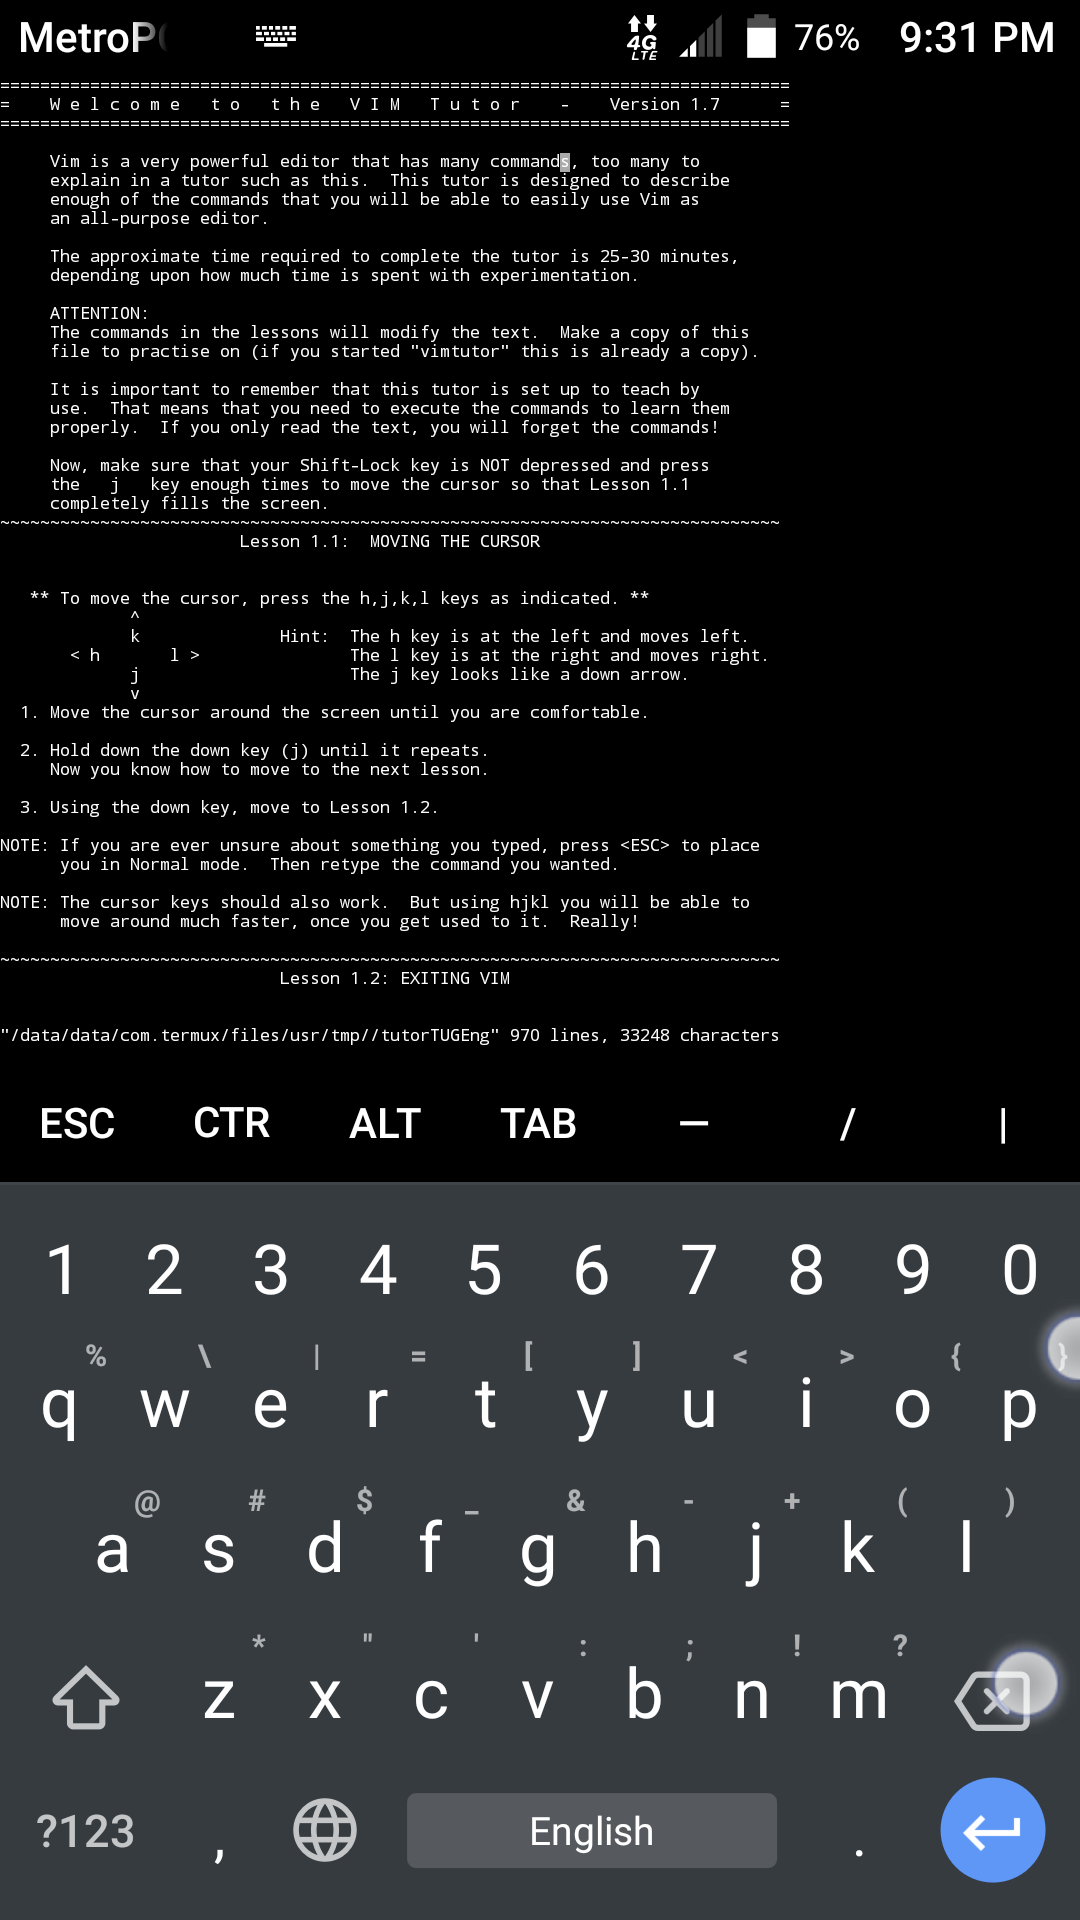 MetroP 4G LTE 76% 9:31 PM
===============================================================================
=    W e l c o m e   t o   t h e   V I M   T u t o r    -    Version 1.7      =
===============================================================================
     Vim is a very powerful editor that has many commands, too many to
     explain in a tutor such as this.  This tutor is designed to describe
     enough of the commands that you will be able to easily use Vim as
     an all-purpose editor.
     The approximate time required to complete the tutor is 25-30 minutes,
     depending upon how much time is spent with experimentation.
     ATTENTION:
     The commands in the lessons will modify the text.  Make a copy of this
     file to practise on (if you started "vimtutor" this is already a copy).
     It is important to remember that this tutor is set up to teach by
     use.  That means that you need to execute the commands to learn them
     properly.  If you only read the text, you will forget the commands!
     Now, make sure that your Shift-Lock key is NOT depressed and press
     the   j   key enough times to move the cursor so that Lesson 1.1
     completely fills the screen.
~~~~~~~~~~~~~~~~~~~~~~~~~~~~~~~~~~~~~~~~~~~~~~~~~~~~~~~~~~~~~~~~~~~~~~~~~~~~~~
                        Lesson 1.1:  MOVING THE CURSOR
   ** To move the cursor, press the h,j,k,l keys as indicated. **
             ^
             k              Hint:  The h key is at the left and moves left.
       < h       l >               The l key is at the right and moves right.
             j                     The j key looks like a down arrow.
             v
  1. Move the cursor around the screen until you are comfortable.
  2. Hold down the down key (j) until it repeats.
     Now you know how to move to the next lesson.
  3. Using the down key, move to Lesson 1.2.
NOTE: If you are ever unsure about something you typed, press <ESC> to place
      you in Normal mode.  Then retype the command you wanted.
NOTE: The cursor keys should also work.  But using hjkl you will be able to
      move around much faster, once you get used to it.  Really!
~~~~~~~~~~~~~~~~~~~~~~~~~~~~~~~~~~~~~~~~~~~~~~~~~~~~~~~~~~~~~~~~~~~~~~~~~~~~~~
                            Lesson 1.2: EXITING VIM
"/data/data/com.termux/files/usr/tmp//tutorTUGEng" 970 lines, 33248 characters
ESC CTR ALT TAB — / |
1 2 3 4 5 6 7 8 9 0
% \ | = [ ] < > { }
q w e r t y u i o p
@ # $ _ & - + ( )
a s d f g h j k l
* " ' : ; ! ?
z x c v b n m
?123 , English .